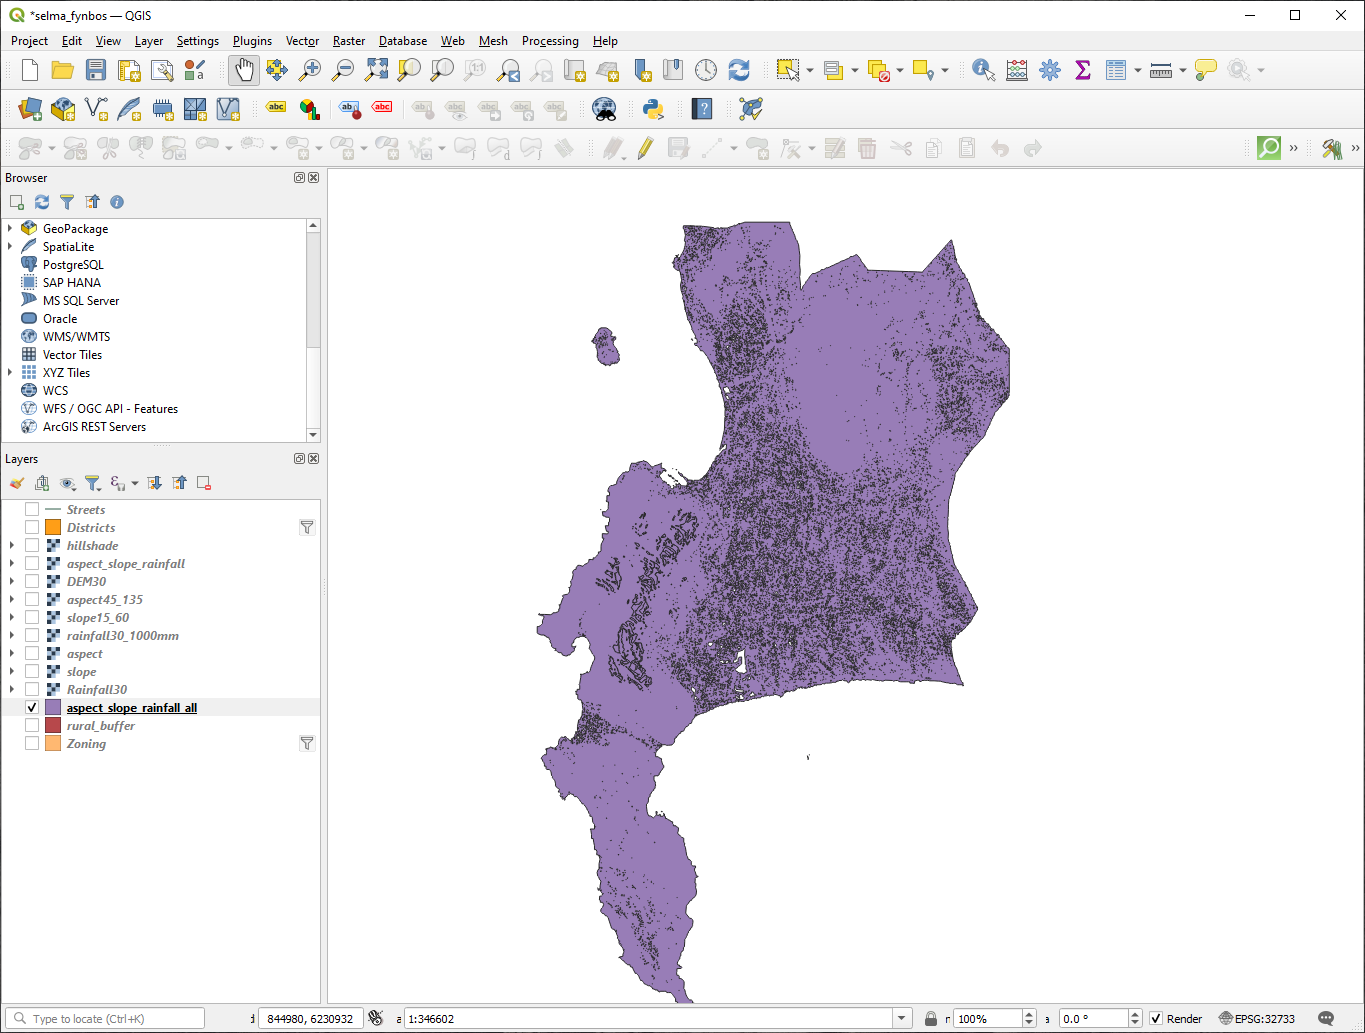 *selma_fynbos — QGIS
Project Edit View Layer Settings Plugins Vector Raster Database Web Mesh Processing Help
Browser
GeoPackage
SpatiaLite
PostgreSQL
SAP HANA
MS SQL Server
Oracle
WMS/WMTS
Vector Tiles
XYZ Tiles
WCS
WFS / OGC API - Features
ArcGIS REST Servers
Layers
Streets
Districts
hillshade
aspect_slope_rainfall
DEM30
aspect45_135
slope15_60
rainfall30_1000mm
aspect
slope
Rainfall30
aspect_slope_rainfall_all
rural_buffer
Zoning
Type to locate (Ctrl+K) 844980, 6230932 a 1:346602 100% a 0.0 ° Render EPSG:32733